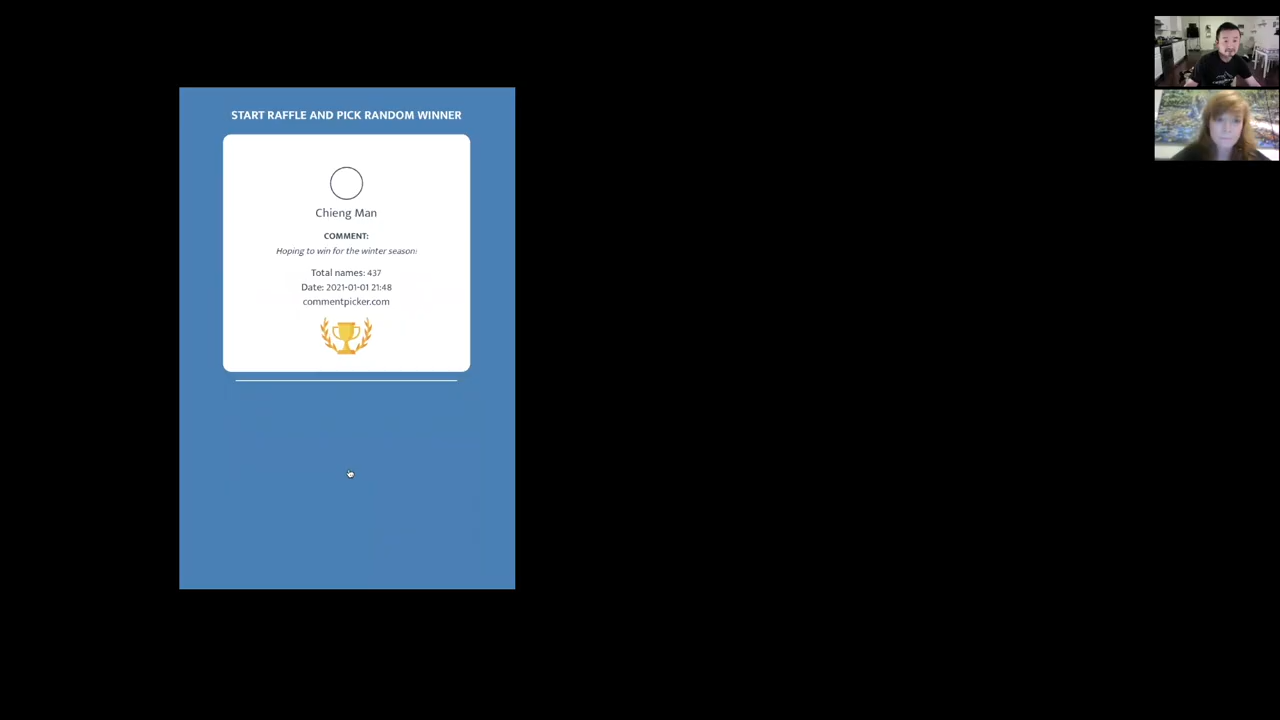 START RAFFLE AND PICK RANDOM WINNER
Chieng Man
COMMENT:
Hoping to win for the winter season!
Total names: 437
Date: 2021-01-01 21:48
commentpicker.com